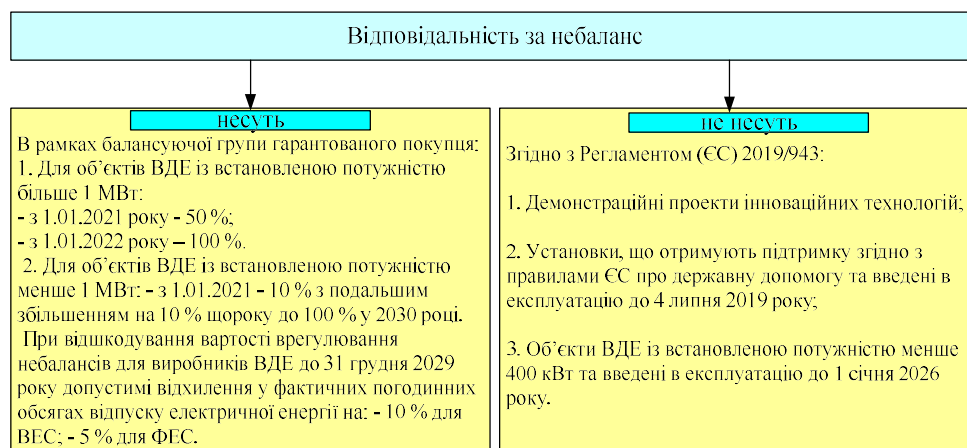 Відповідальність за небаланс
несуть
В рамках балансуючої групи гарантованого покупця:
1. Для об’єктів ВДЕ із встановленою потужністю
більше 1 МВт:
- з 1.01.2021 року - 50 %;
- з 1.01.2022 року – 100 %.
2. Для об’єктів ВДЕ із встановленою потужністю
менше 1 МВт: - з 1.01.2021 - 10 % з подальшим
збільшенням на 10 % щороку до 100 % у 2030 році.
При відшкодування вартості врегулювання
небалансів для виробників ВДЕ до 31 грудня 2029
року допустимі відхилення у фактичних погодинних
обсягах відпуску електричної енергії на: - 10 % для
ВЕС; - 5 % для ФЕС.
не несуть
Згідно з Регламентом (ЄС) 2019/943:
1. Демонстраційні проекти інноваційних технологій;
2. Установки, що отримують підтримку згідно з
правилами ЄС про державну допомогу та введені в
експлуатацію до 4 липня 2019 року;
3. Об’єкти ВДЕ із встановленою потужністю менше
400 кВт та введені в експлуатацію до 1 січня 2026
року.